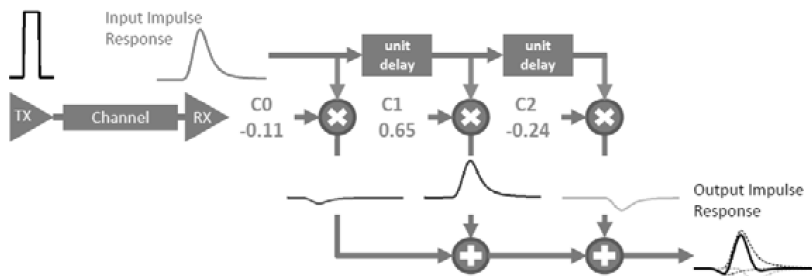 Input Impulse
Response
unit
delay
unit
delay
TX
Channel
RX
C0
-0.11
C1
0.65
C2
-0.24
Output Impulse
Response